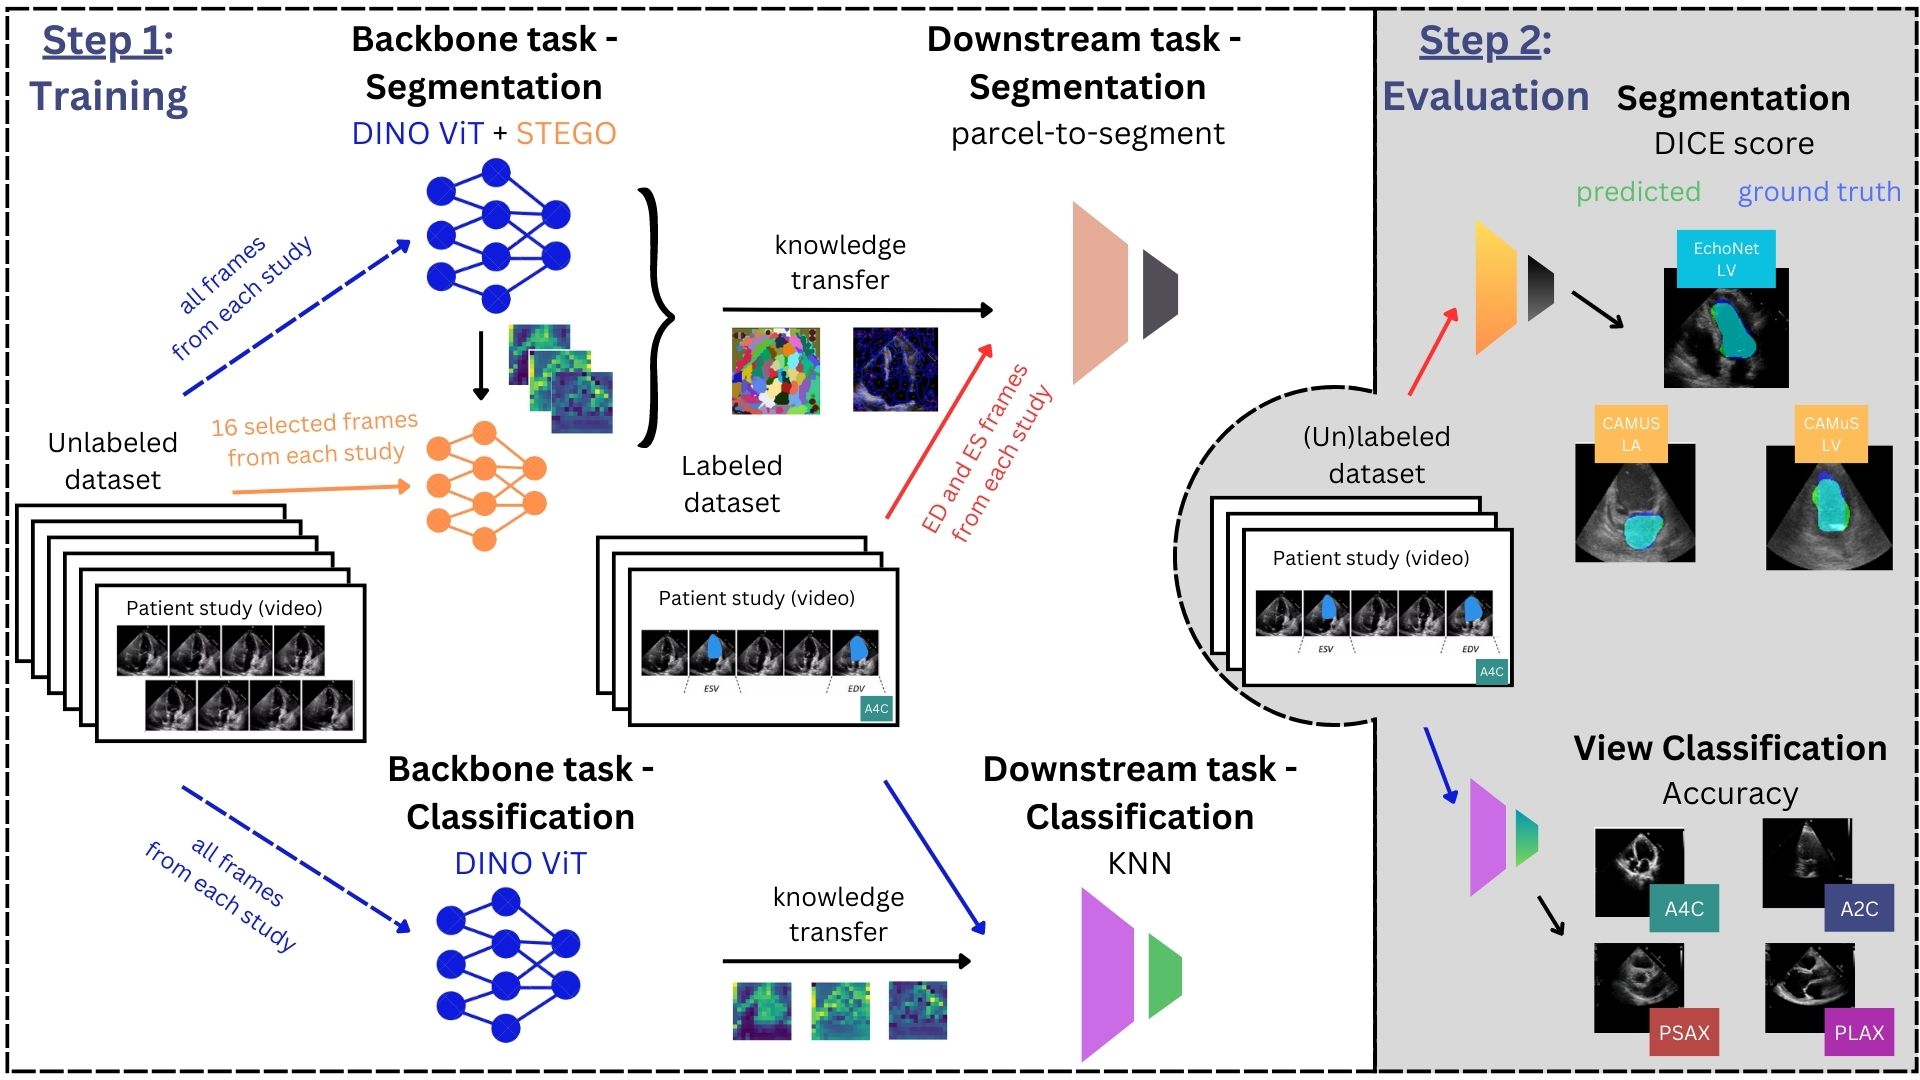 Step 1:
Training
Backbone task -
Segmentation
DINO ViT + STEGO
all frames
from each study
16 selected frames
from each study
Unlabeled
dataset
Patient study (video)
knowledge
transfer
Downstream task -
Segmentation
parcel-to-segment
Labeled
dataset
Patient study (video)
ESV
EDV
A4C
ED and ES frames
from each study
all frames
from each study
Backbone task -
Classification
DINO ViT
knowledge
transfer
Downstream task -
Classification
KNN
Step 2:
Evaluation
Segmentation
DICE score
predicted
ground truth
EchoNet
LV
CAMUS
LA
CAMuS
LV
(Un)labeled
dataset
Patient study (video)
ESV
EDV
A4C
View Classification
Accuracy
A4C
A2C
PSAX
PLAX